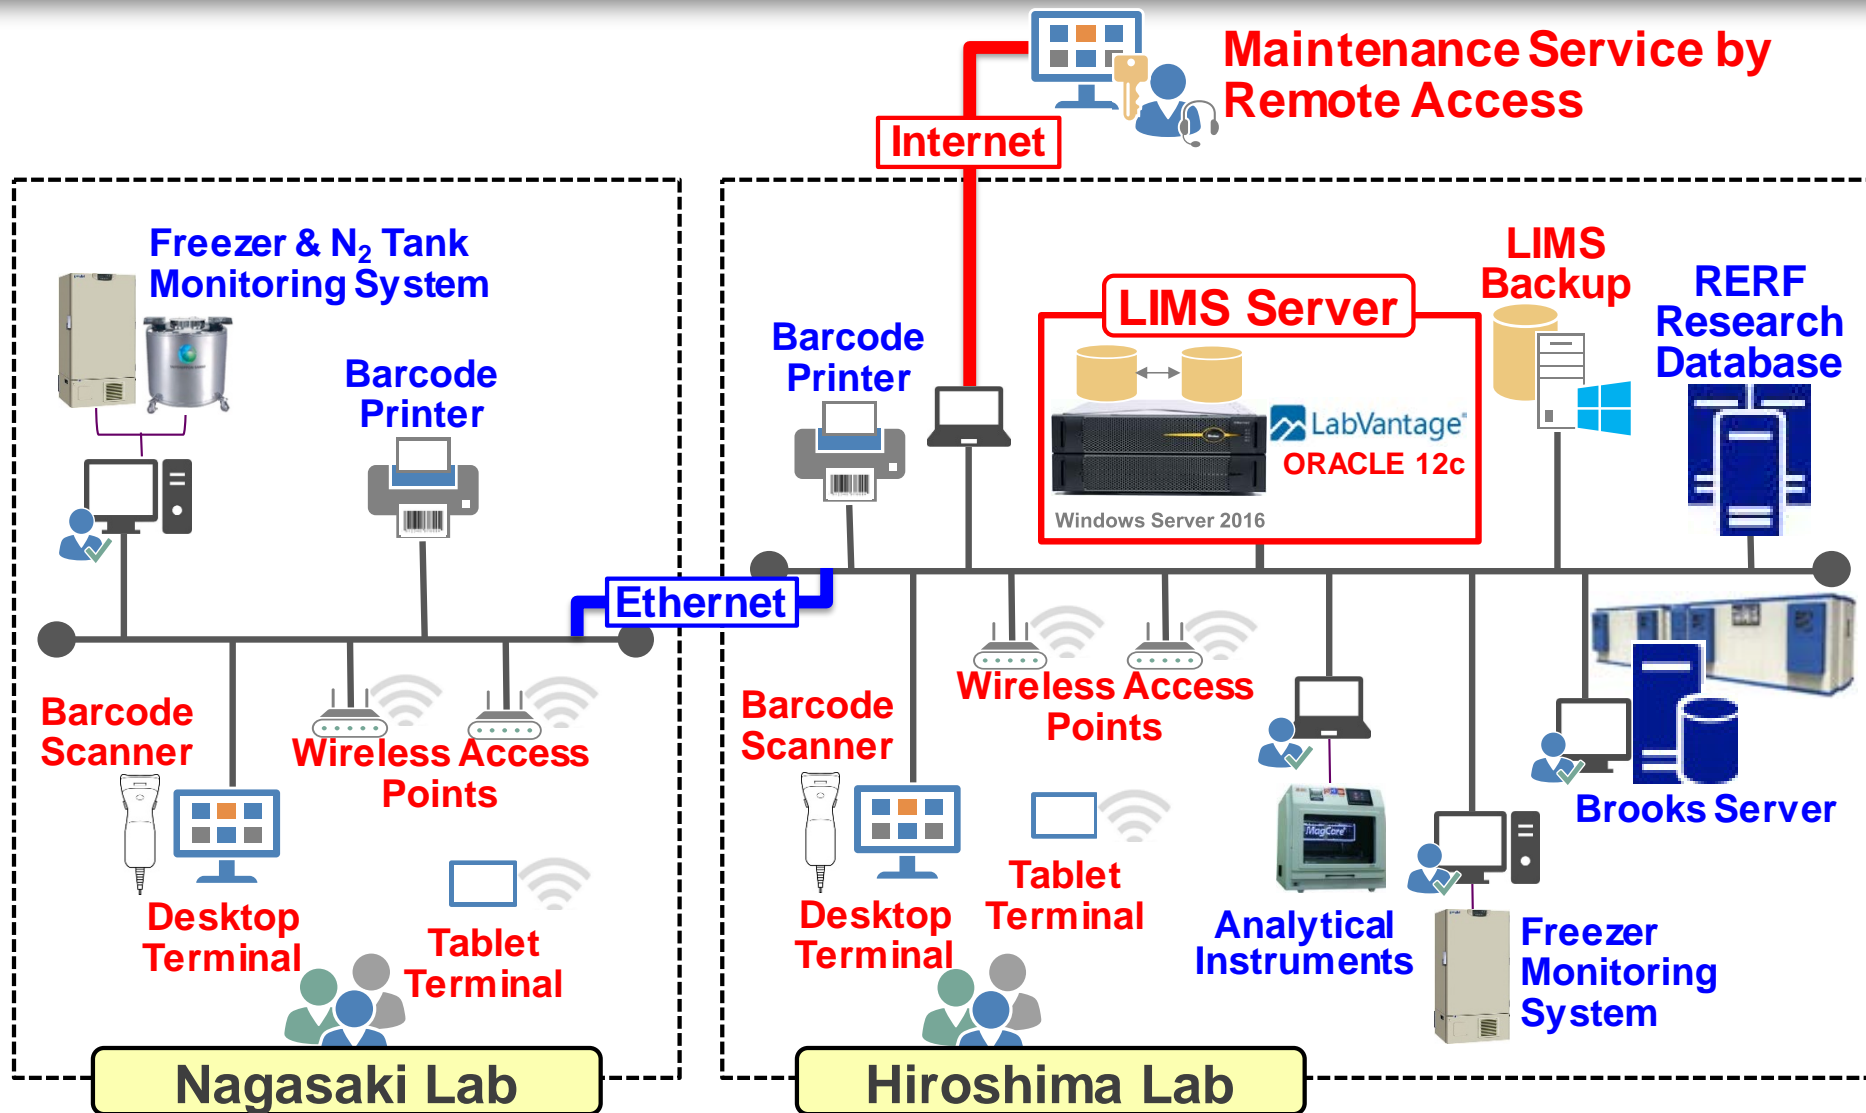 Maintenance Service by
Remote Access
Internet
Freezer & N₂ Tank
Monitoring System
Barcode
Printer
Barcode
Scanner
Wireless Access
Points
Desktop
Terminal
Tablet
Terminal
Nagasaki Lab
Ethernet
Barcode
Printer
LIMS Server
LabVantage®
ORACLE 12c
Windows Server 2016
LIMS
Backup
RERF
Research
Database
Barcode
Scanner
Wireless Access
Points
Desktop
Terminal
Tablet
Terminal
MagCore
Analytical
Instruments
Freezer
Monitoring
System
Brooks Server
Hiroshima Lab